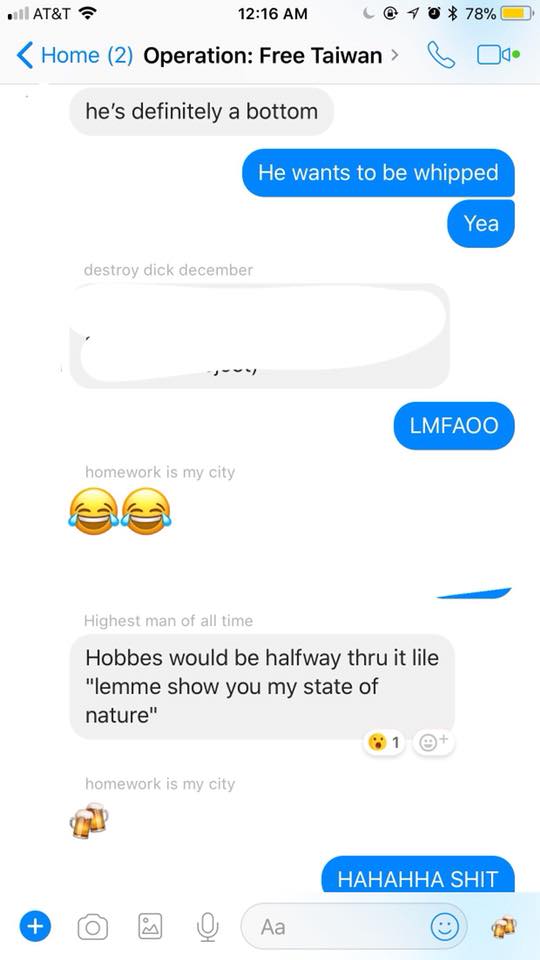 AT&T 12:16 AM 78%
Home (2) Operation: Free Taiwan
he's definitely a bottom
He wants to be whipped
Yea
destroy dick december
LMFAOO
homework is my city
Highest man of all time
Hobbes would be halfway thru it lile
"lemme show you my state of
nature"
1
homework is my city
HAHAHHA SHIT
Aa